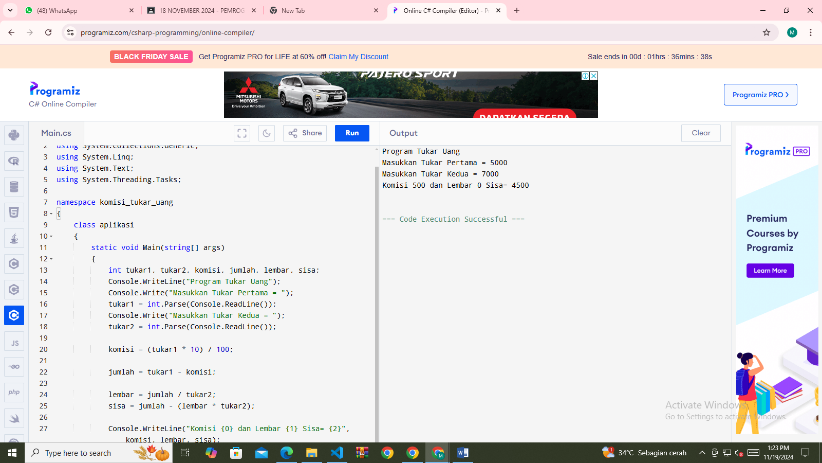 (48) WhatsApp
18 NOVEMBER 2024 - PEMROG
New Tab
Online C# Compiler (Editor) - P
programiz.com/csharp-programming/online-compiler/
M
BLACK FRIDAY SALE Get Programiz PRO for LIFE at 60% off! Claim My Discount
Sale ends in 00d : 01hrs : 36mins : 38s
Programiz
C# Online Compiler
MITSUBISHI MOTORS
Drive your Ambition
PAJERO SPORT
DAPATKAN SEGERA
Programiz PRO
Main.cs
Share
Run
Output
Clear
2 using System.Collections.Generic;
3 using System.Linq;
4 using System.Text;
5 using System.Threading.Tasks;
6
7 namespace komisi_tukar_uang
8 {
9 class aplikasi
10 {
11 static void Main(string[] args)
12 {
13 int tukar1, tukar2, komisi, jumlah, lembar, sisa;
14 Console.WriteLine("Program Tukar Uang");
15 Console.Write("Masukkan Tukar Pertama = ");
16 tukar1 = int.Parse(Console.ReadLine());
17 Console.Write("Masukkan Tukar Kedua = ");
18 tukar2 = int.Parse(Console.ReadLine());
19
20 komisi = (tukar1 * 10) / 100;
21
22 jumlah = tukar1 - komisi;
23
24 lembar = jumlah / tukar2;
25 sisa = jumlah - (lembar * tukar2);
26
27 Console.WriteLine("Komisi {0} dan Lembar {1} Sisa= {2}",
komisi, lembar, sisa);
Program Tukar Uang
Masukkan Tukar Pertama = 5000
Masukkan Tukar Kedua = 7000
Komisi 500 dan Lembar 0 Sisa= 4500
=== Code Execution Successful ===
JS
GO
php
Programiz PRO
Premium
Courses by
Programiz
Learn More
Activate Windows
Go to Settings to activate Windows.
Type here to search
34°C Sebagian cerah
1:23 PM
11/19/2024